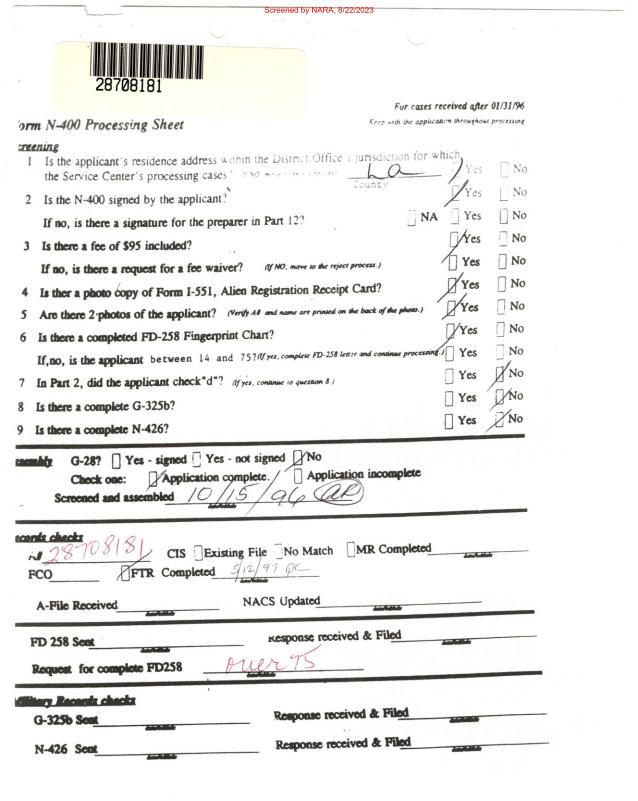 Screened by NARA, 8/22/2023
28708181
For cases received after 01/31/96
orm N-400 Processing Sheet
Keep with the application throughout processing
reening
1 Is the applicant's residence address within the District Office's jurisdiction for which
the Service Center's processing cases? La Yes No
County
2 Is the N-400 signed by the applicant? Yes No
If no, is there a signature for the preparer in Part 12? NA Yes No
3 Is there a fee of $95 included? Yes No
If no, is there a request for a fee waiver? (If NO, move to the reject process.) Yes No
4 Is ther a photo copy of Form I-551, Alien Registration Receipt Card? Yes No
5 Are there 2 photos of the applicant? (Verify A# and name are printed on the back of the photo.) Yes No
6 Is there a completed FD-258 Fingerprint Chart? Yes No
If,no, is the applicant between 14 and 75? (If yes, complete FD-258 letter and continue processing.) Yes No
7 In Part 2, did the applicant check"d"? (If yes, continue to question 8.) Yes No
8 Is there a complete G-325b? Yes No
9 Is there a complete N-426? Yes No
G-28? Yes - signed Yes - not signed No
Check one: Application complete. Application incomplete
Screened and assembled 10/15/96 AR
ecords checks
A# 28708181 CIS Existing File No Match MR Completed
FCO FTR Completed 5/12/97
A-File Received NACS Updated
FD 258 Sent Response received & Filed
Request for complete FD258 over 75
ilitary Records checks
G-325b Sent Response received & Filed
N-426 Sent Response received & Filed